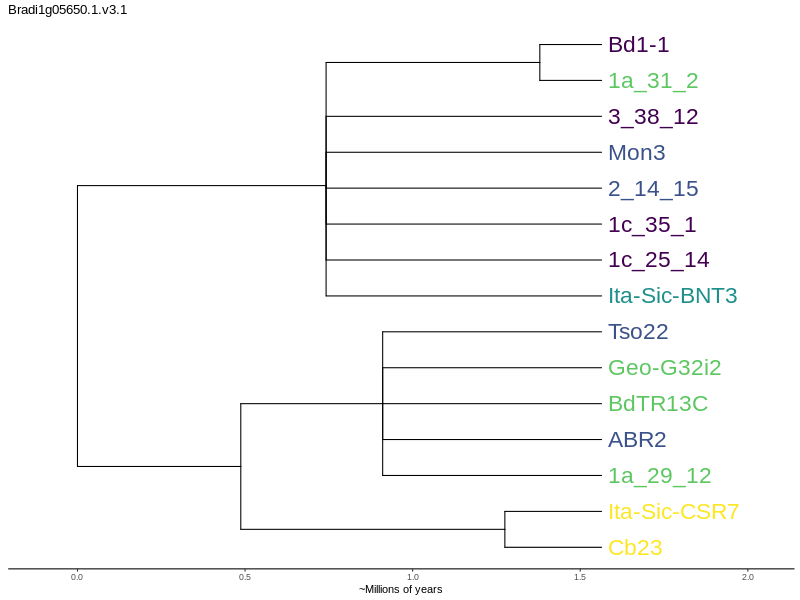 Bradi1g05650.1.v3.1
Bd1-1
1a_31_2
3_38_12
Mon3
2_14_15
1c_35_1
1c_25_14
Ita-Sic-BNT3
Tso22
Geo-G32i2
BdTR13C
ABR2
1a_29_12
Ita-Sic-CSR7
Cb23
0.0 0.5 1.0 1.5 2.0
~Millions of years